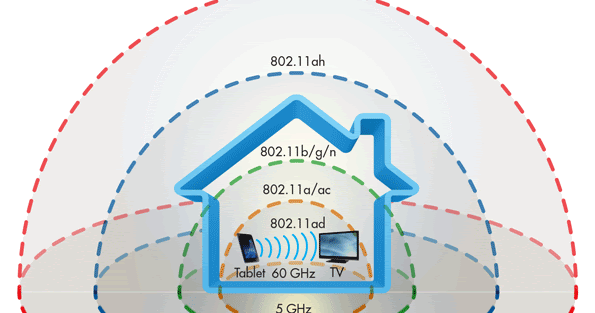 802.11ah
802.11b/g/n
802.11a/ac
802.11ad
Tablet 60 GHz TV
5 GHz